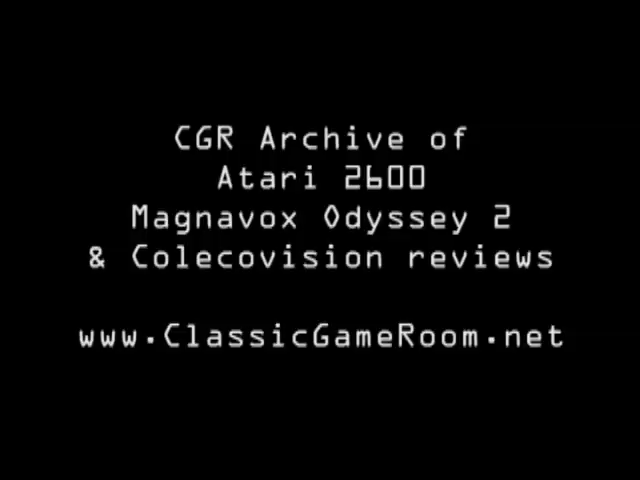 CGR Archive of
Atari 2600
Magnavox Odyssey 2
& Colecovision reviews
www.ClassicGameRoom.net